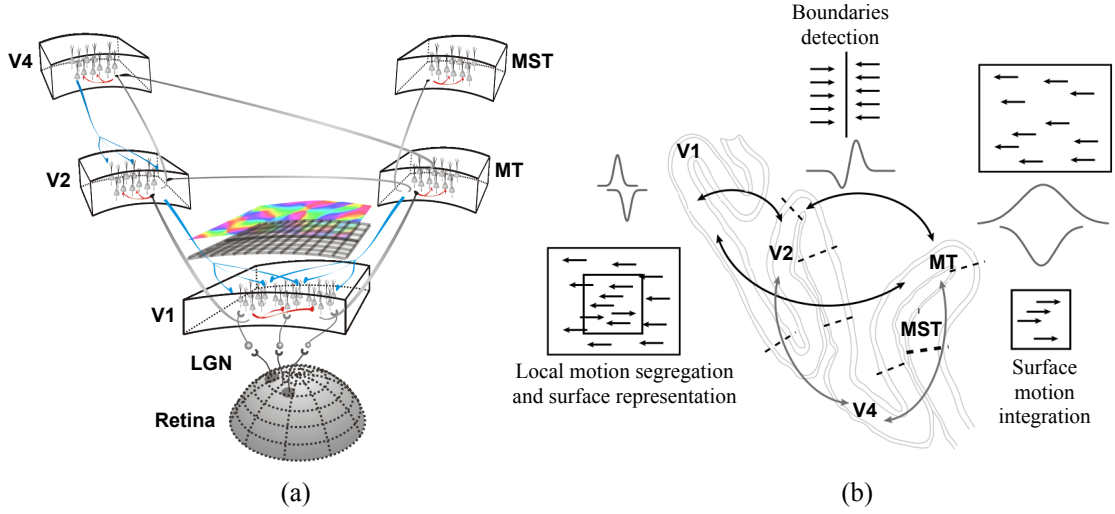 V4
MST
V2
MT
V1
LGN
Retina
(a)
Boundaries
detection
V1
V2
MT
MST
V4
Local motion segregation
and surface representation
Surface
motion
integration
(b)